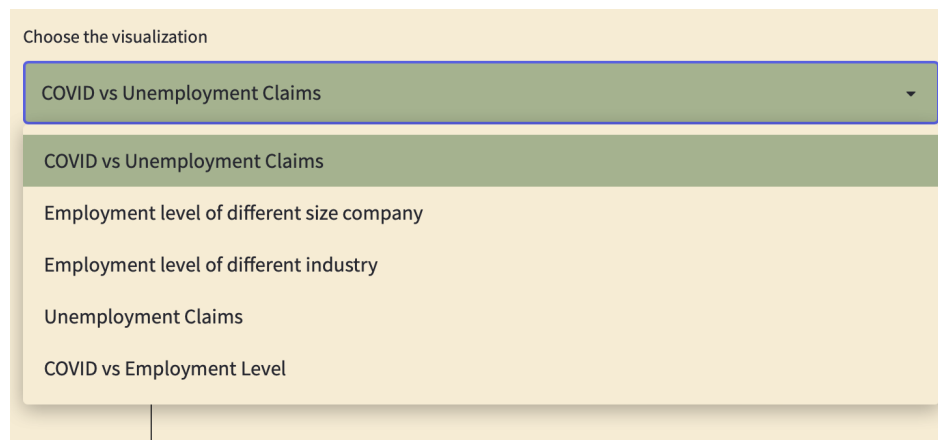 Choose the visualization
COVID vs Unemployment Claims
COVID vs Unemployment Claims
Employment level of different size company
Employment level of different industry
Unemployment Claims
COVID vs Employment Level